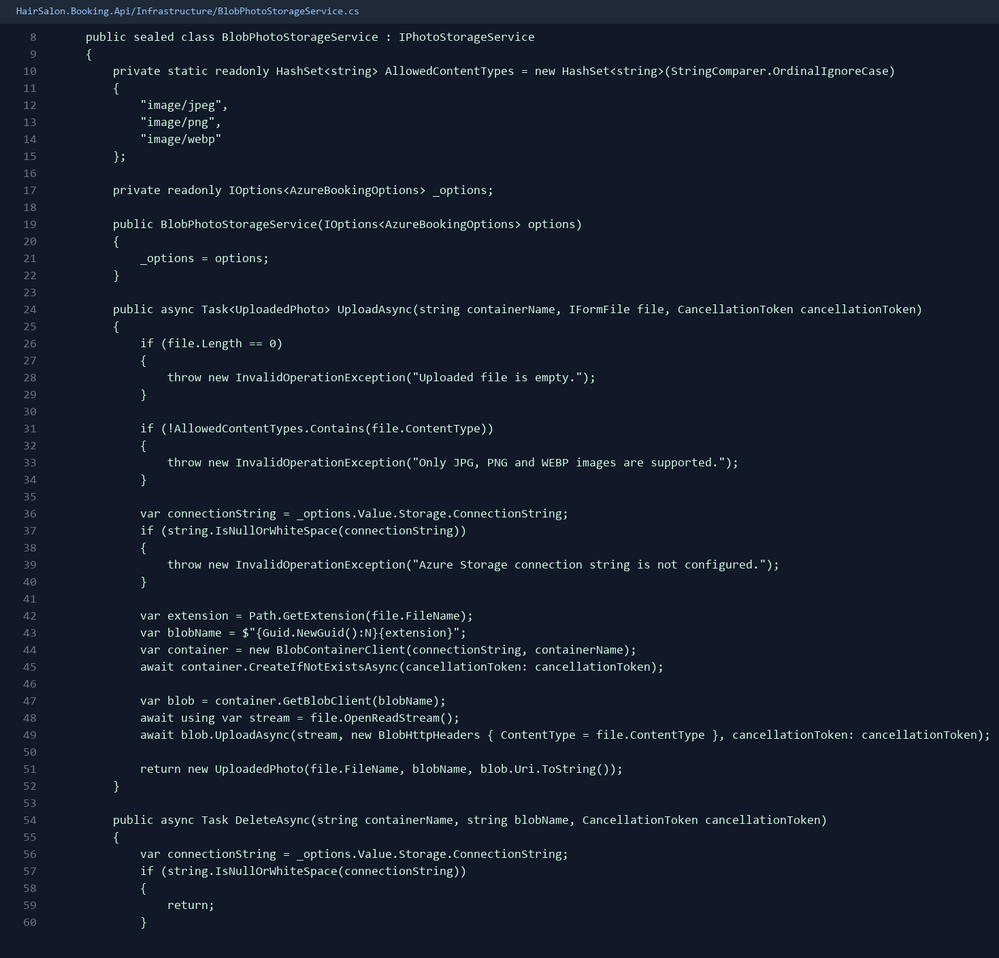 HairSalon.Booking.Api/Infrastructure/BlobPhotoStorageService.cs
8 public sealed class BlobPhotoStorageService : IPhotoStorageService
9 {
10 private static readonly HashSet<string> AllowedContentTypes = new HashSet<string>(StringComparer.OrdinalIgnoreCase)
11 {
12 "image/jpeg",
13 "image/png",
14 "image/webp"
15 };
16
17 private readonly IOptions<AzureBookingOptions> _options;
18
19 public BlobPhotoStorageService(IOptions<AzureBookingOptions> options)
20 {
21 _options = options;
22 }
23
24 public async Task<UploadedPhoto> UploadAsync(string containerName, IFormFile file, CancellationToken cancellationToken)
25 {
26 if (file.Length == 0)
27 {
28 throw new InvalidOperationException("Uploaded file is empty.");
29 }
30
31 if (!AllowedContentTypes.Contains(file.ContentType))
32 {
33 throw new InvalidOperationException("Only JPG, PNG and WEBP images are supported.");
34 }
35
36 var connectionString = _options.Value.Storage.ConnectionString;
37 if (string.IsNullOrWhiteSpace(connectionString))
38 {
39 throw new InvalidOperationException("Azure Storage connection string is not configured.");
40 }
41
42 var extension = Path.GetExtension(file.FileName);
43 var blobName = $"{Guid.NewGuid():N}{extension}";
44 var container = new BlobContainerClient(connectionString, containerName);
45 await container.CreateIfNotExistsAsync(cancellationToken: cancellationToken);
46
47 var blob = container.GetBlobClient(blobName);
48 await using var stream = file.OpenReadStream();
49 await blob.UploadAsync(stream, new BlobHttpHeaders { ContentType = file.ContentType }, cancellationToken: cancellationToken);
50
51 return new UploadedPhoto(file.FileName, blobName, blob.Uri.ToString());
52 }
53
54 public async Task DeleteAsync(string containerName, string blobName, CancellationToken cancellationToken)
55 {
56 var connectionString = _options.Value.Storage.ConnectionString;
57 if (string.IsNullOrWhiteSpace(connectionString))
58 {
59 return;
60 }